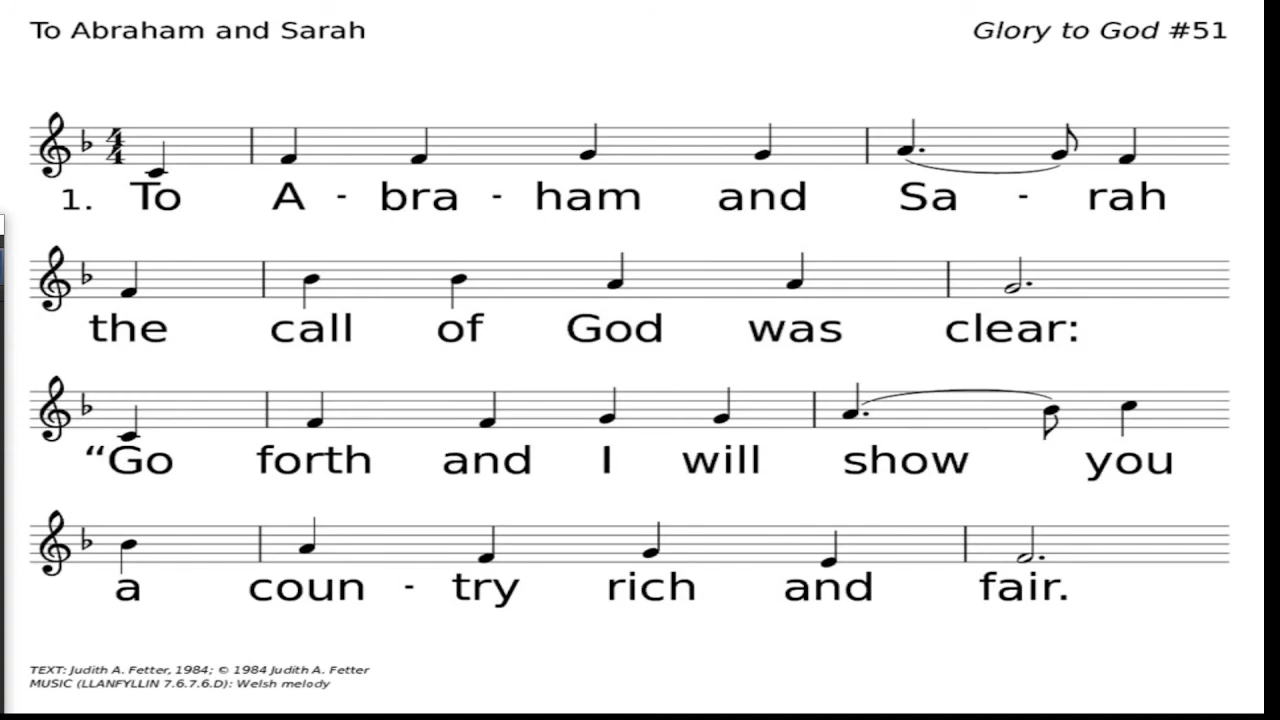 To Abraham and Sarah Glory to God #51
1. To A - bra - ham and Sa - rah
the call of God was clear:
“Go forth and I will show you
a coun - try rich and fair.
TEXT: Judith A. Fetter, 1984; © 1984 Judith A. Fetter
MUSIC (LLANFYLLIN 7.6.7.6.D): Welsh melody